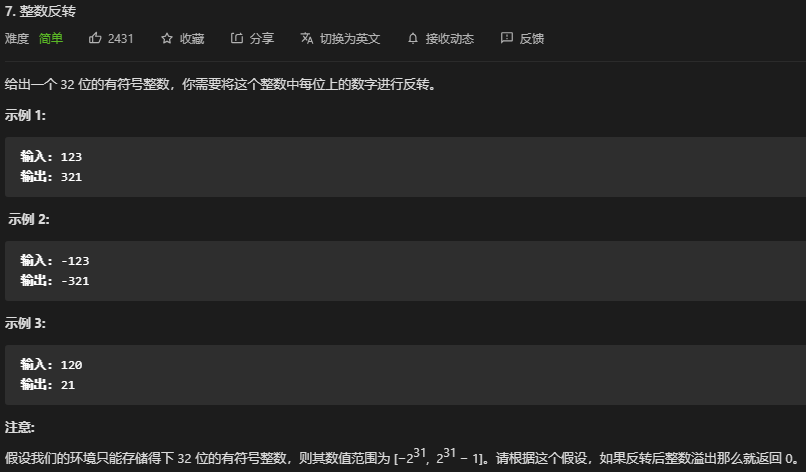 7. 整数反转
难度 简单 2431 收藏 分享 切换为英文 接收动态 反馈
给出一个 32 位的有符号整数，你需要将这个整数中每位上的数字进行反转。
示例 1:
输入: 123
输出: 321
示例 2:
输入: -123
输出: -321
示例 3:
输入: 120
输出: 21
注意:
假设我们的环境只能存储得下 32 位的有符号整数，则其数值范围为 [−2^31, 2^31 − 1]。请根据这个假设，如果反转后整数溢出那么就返回 0。